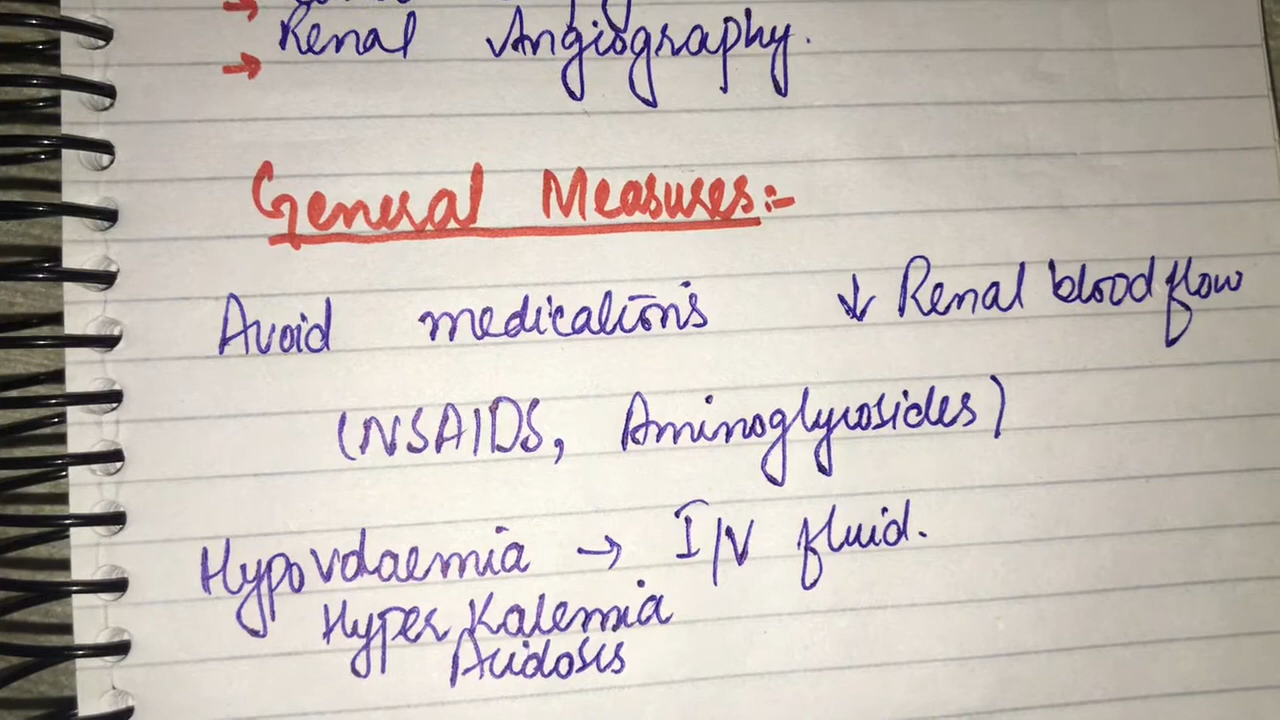 →
→ Renal Angiography.
General Measures:-
Avoid medications ↓ Renal blood flow
(NSAIDS, Aminoglycosides)
Hypovolaemia → I/V fluid.
Hyper Kalemia
Acidosis